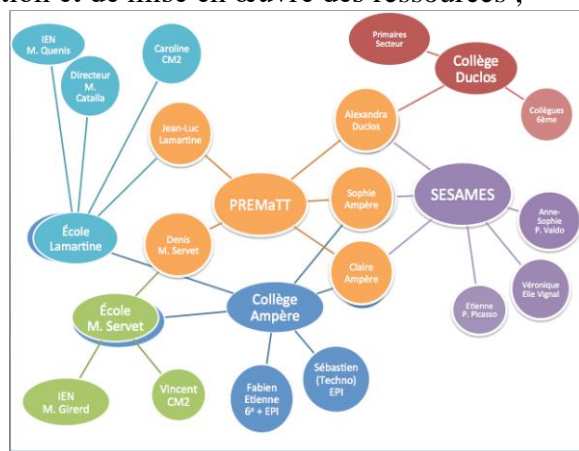 tion et de mise en œuvre des ressources ;
IEN
M. Quenis
Directeur
M.
Catalla
Caroline
CM2
Primaires
Secteur
Collège
Duclos
Collègues
6ème
Jean-Luc
Lamartine
Alexandra
Duclos
PREMaTT
Sophie
Ampère
SESAMES
Anne-
Sophie
P. Valdo
École
Lamartine
Denis
M. Servet
Claire
Ampère
Véronique
Elie Vignal
Etienne
P. Picasso
École
M. Servet
Collège
Ampère
IEN
M. Girerd
Vincent
CM2
Fabien
Etienne
6e + EPI
Sébastien
(Techno)
EPI